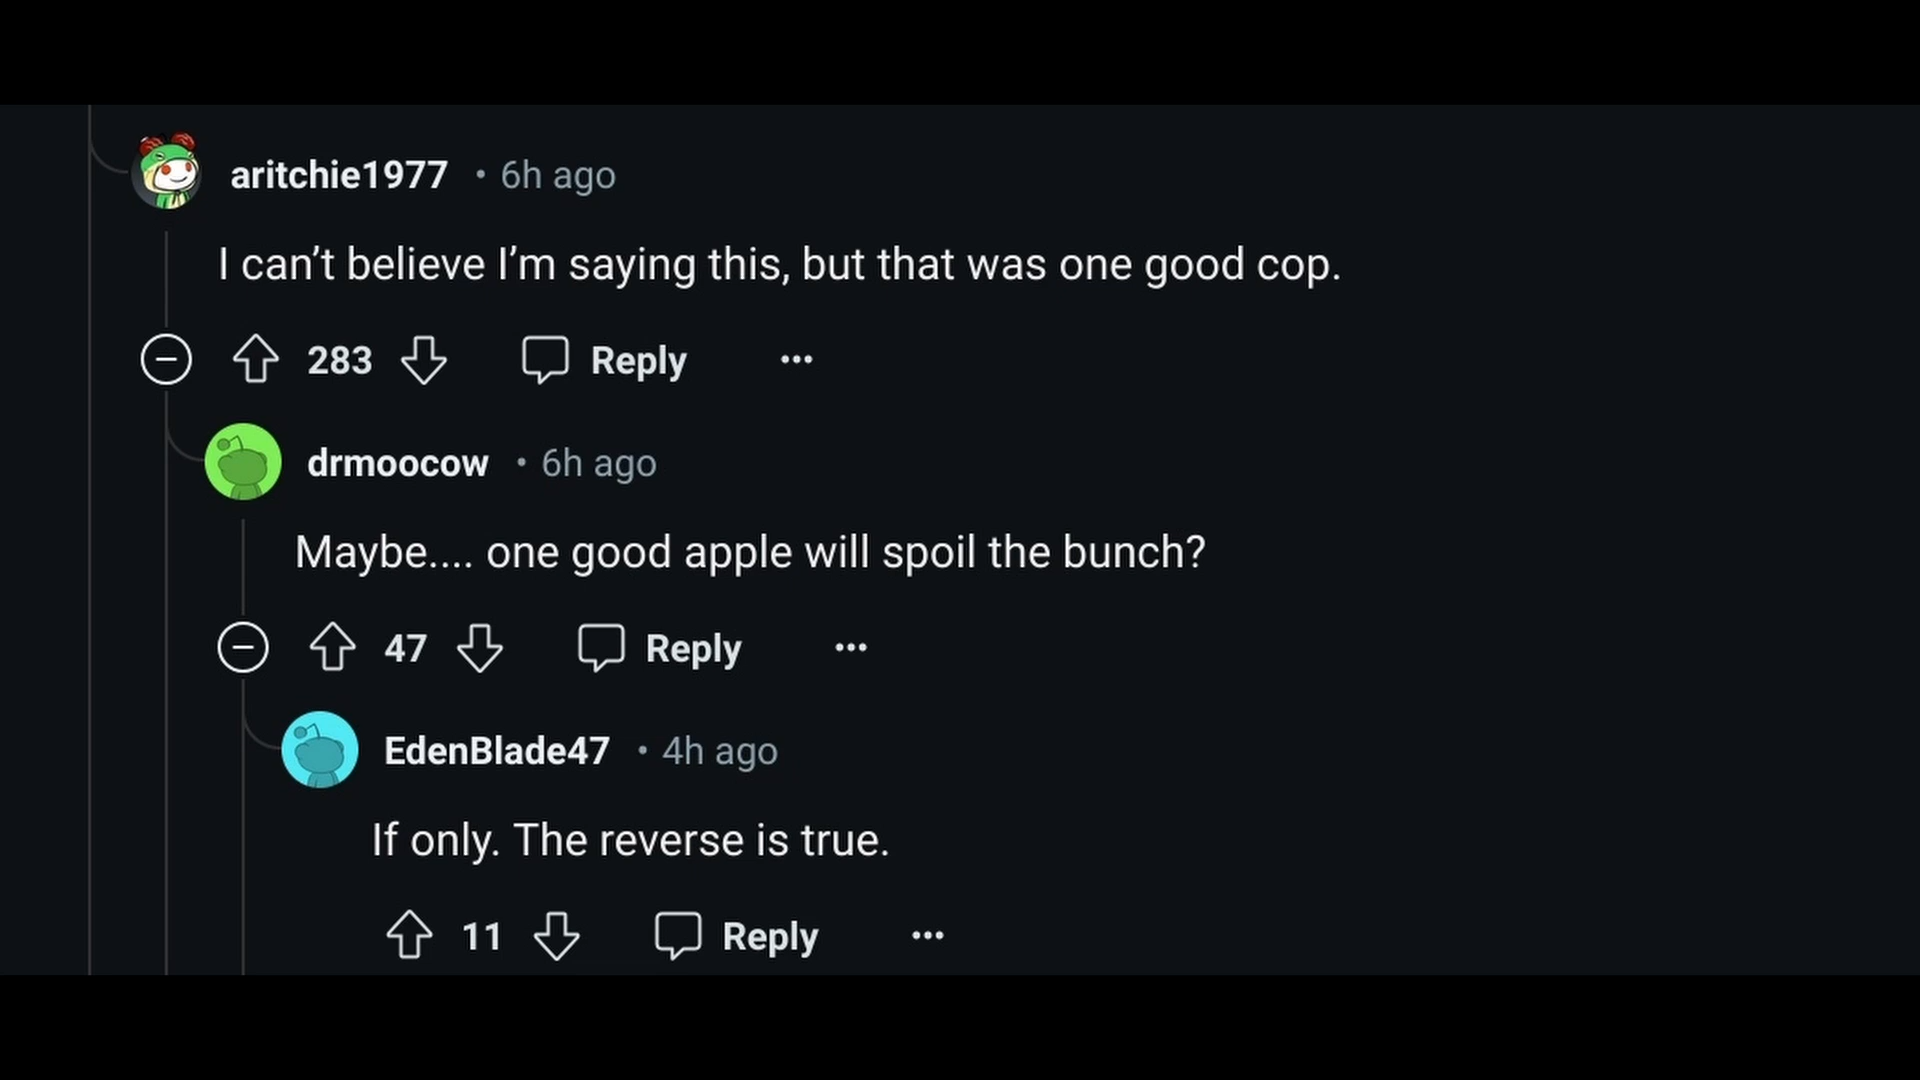 aritchie1977 • 6h ago
I can’t believe I’m saying this, but that was one good cop.
283 Reply ...
drmoocow • 6h ago
Maybe.... one good apple will spoil the bunch?
47 Reply ...
EdenBlade47 • 4h ago
If only. The reverse is true.
11 Reply ...